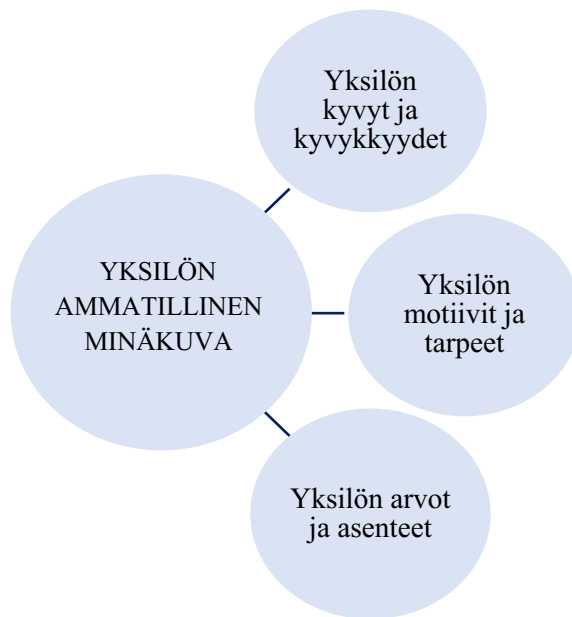 Yksilön
kyvyt ja
kyvykkyydet
YKSILÖN
AMMATILLINEN
MINÄKUVA
Yksilön
motiivit ja
tarpeet
Yksilön arvot
ja asenteet